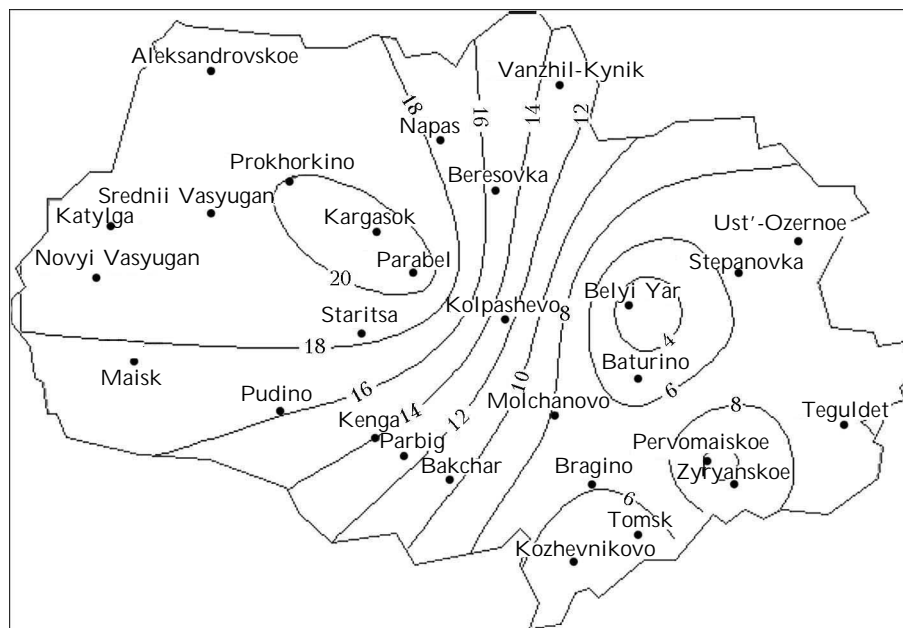 Aleksandrovskoe
Vanzhil-Kynik
18
16
14
12
Napas
Prokhorkino
Beresovka
Srednii Vasyugan
Katylga
Kargasok
Ust'-Ozernoe
Novyi Vasyugan
Parabel
Stepanovka
20
Belyi Yar
Kolpashevo
8
Staritsa
4
18
Maisk
Baturino
10
16
6
Pudino
Molchanovo
14
12
8
Teguldet
Kenga
Parbig
Pervomaiskoe
Bakchar
Bragino
Zyryanskoe
6
Tomsk
Kozhevnikovo